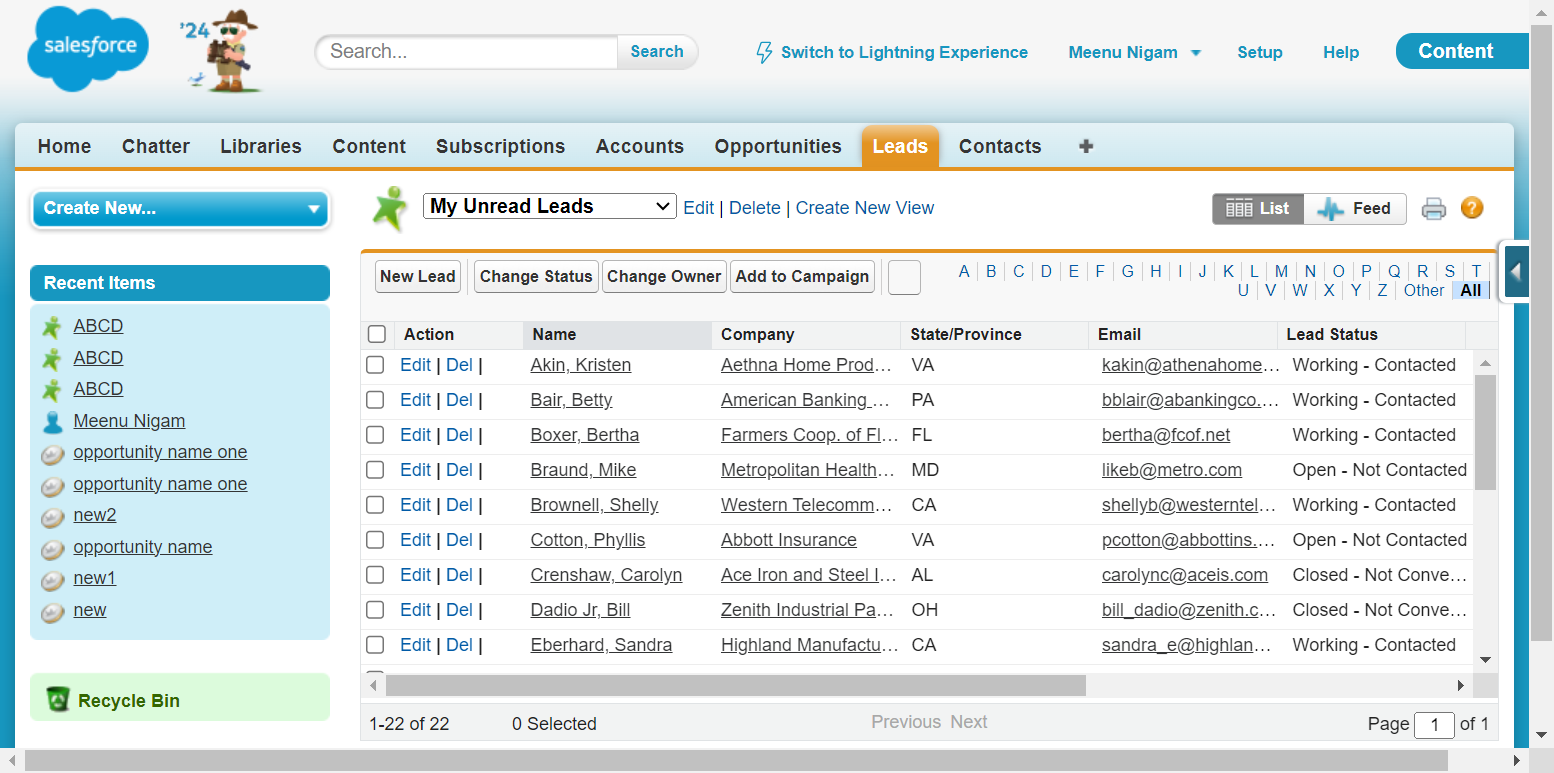 salesforce
'24
Search...
Search
Switch to Lightning Experience
Meenu Nigam
Setup
Help
Content
Home Chatter Libraries Content Subscriptions Accounts Opportunities Leads Contacts +
Create New...
Recent Items
ABCD
ABCD
ABCD
Meenu Nigam
opportunity name one
opportunity name one
new2
opportunity name
new1
new
Recycle Bin
My Unread Leads
Edit | Delete | Create New View
List Feed ?
New Lead Change Status Change Owner Add to Campaign
A B C D E F G H I J K L M N O P Q R S T
U V W X Y Z Other All
Action Name Company State/Province Email Lead Status
Edit | Del | Akin, Kristen Aethna Home Prod... VA kakin@athenahome... Working - Contacted
Edit | Del | Bair, Betty American Banking ... PA bblair@abankingco.... Working - Contacted
Edit | Del | Boxer, Bertha Farmers Coop. of Fl... FL bertha@fcof.net Working - Contacted
Edit | Del | Braund, Mike Metropolitan Health... MD likeb@metro.com Open - Not Contacted
Edit | Del | Brownell, Shelly Western Telecomm... CA shellyb@westerntel... Working - Contacted
Edit | Del | Cotton, Phyllis Abbott Insurance VA pcotton@abbottins.... Open - Not Contacted
Edit | Del | Crenshaw, Carolyn Ace Iron and Steel I... AL carolync@aceis.com Closed - Not Conve...
Edit | Del | Dadio Jr, Bill Zenith Industrial Pa... OH bill_dadio@zenith.c... Closed - Not Conve...
Edit | Del | Eberhard, Sandra Highland Manufactu... CA sandra_e@highlan... Working - Contacted
1-22 of 22 0 Selected Previous Next Page 1 of 1